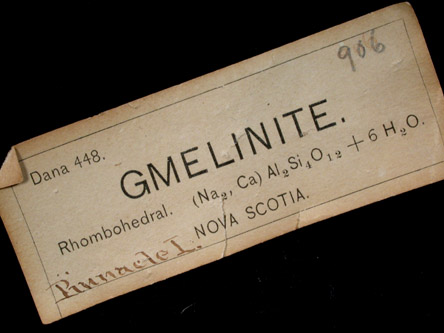 906
Dana 448.
GMELINITE.
Rhombohedral. (Na₂, Ca) Al₂Si₄O₁₂ + 6 H₂O.
NOVA SCOTIA.
Pinnacle I.